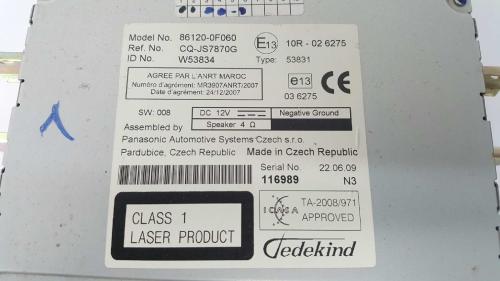 Model No. 86120-0F060
Ref. No. CQ-JS7870G
ID No W53834
E13 10R - 02 6275
Type: 53831
AGREE PAR L'ANRT MAROC
Numéro d'agrément: MR3907ANRT/2007
Date d'agrément: 24/12/2007
e13 CE
03 6275
SW: 008
DC 12V Negative Ground
Assembled by Speaker 4 Ω
Panasonic Automotive Systems Czech s.r.o.
Pardubice, Czech Republic Made in Czech Republic
Serial No. 22.06.09
116989 N3
CLASS 1
LASER PRODUCT
ICASA
TA-2008/971
APPROVED
Dedekind
1